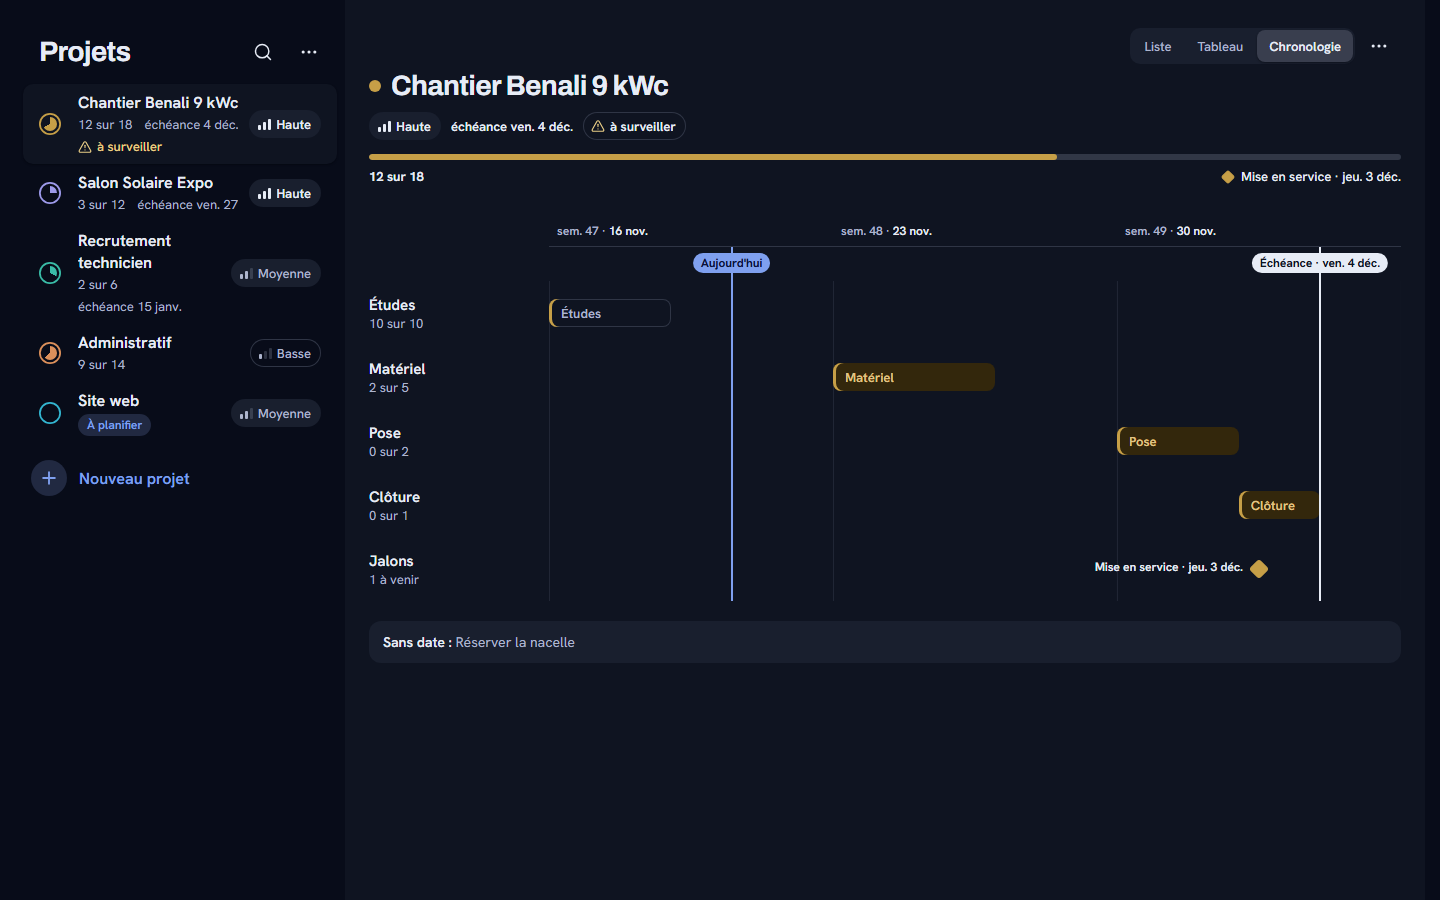 Projets
Chantier Benali 9 kWc
12 sur 18 échéance 4 déc.
à surveiller
Haute
Salon Solaire Expo
3 sur 12 échéance ven. 27
Haute
Recrutement
technicien
2 sur 6
échéance 15 janv.
Moyenne
Administratif
9 sur 14
Basse
Site web
À planifier
Moyenne
Nouveau projet
Liste Tableau Chronologie
Chantier Benali 9 kWc
Haute échéance ven. 4 déc. à surveiller
12 sur 18
Mise en service · jeu. 3 déc.
sem. 47 · 16 nov. sem. 48 · 23 nov. sem. 49 · 30 nov.
Aujourd'hui
Échéance · ven. 4 déc.
Études
10 sur 10
Études
Matériel
2 sur 5
Matériel
Pose
0 sur 2
Pose
Clôture
0 sur 1
Clôture
Jalons
1 à venir
Mise en service · jeu. 3 déc.
Sans date : Réserver la nacelle